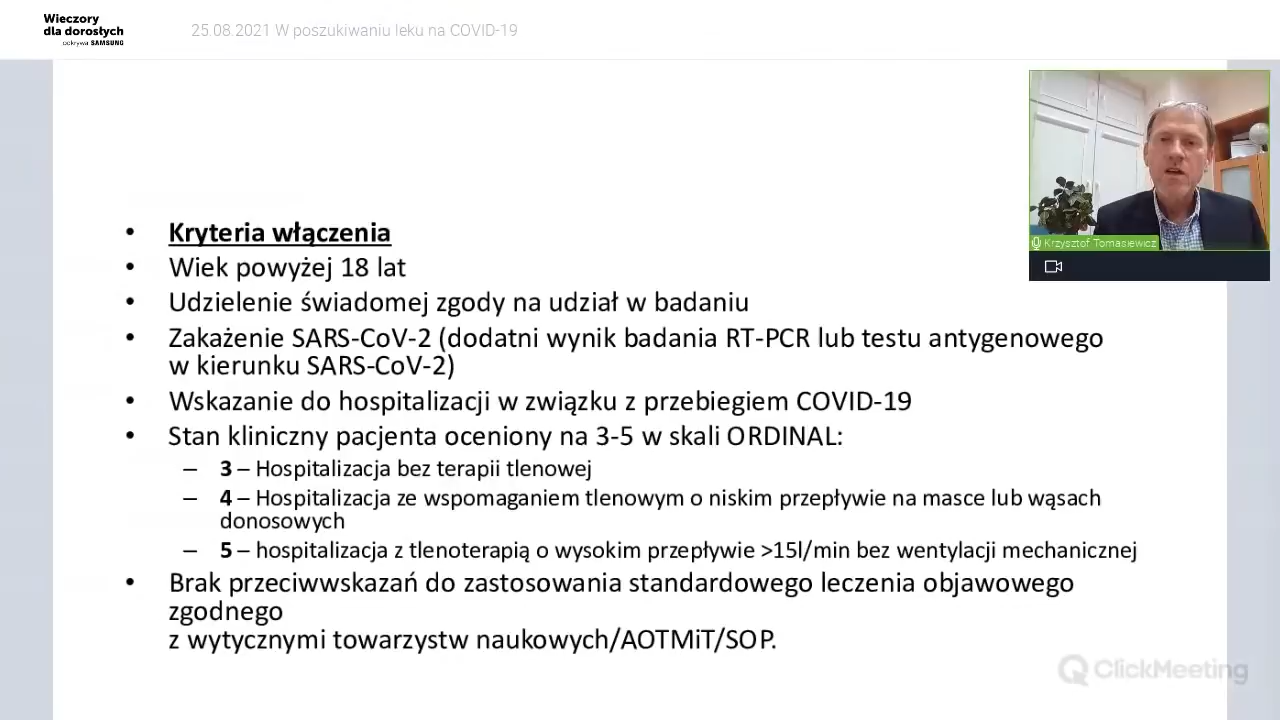 Wieczory
dla dorosłych
odkrywa SAMSUNG
25.08.2021 W poszukiwaniu leku na COVID-19
Krzysztof Tomasiewicz
• Kryteria włączenia
• Wiek powyżej 18 lat
• Udzielenie świadomej zgody na udział w badaniu
• Zakażenie SARS-CoV-2 (dodatni wynik badania RT-PCR lub testu antygenowego
w kierunku SARS-CoV-2)
• Wskazanie do hospitalizacji w związku z przebiegiem COVID-19
• Stan kliniczny pacjenta oceniony na 3-5 w skali ORDINAL:
– 3 – Hospitalizacja bez terapii tlenowej
– 4 – Hospitalizacja ze wspomaganiem tlenowym o niskim przepływie na masce lub wąsach
donosowych
– 5 – hospitalizacja z tlenoterapią o wysokim przepływie >15l/min bez wentylacji mechanicznej
• Brak przeciwwskazań do zastosowania standardowego leczenia objawowego
zgodnego
z wytycznymi towarzystw naukowych/AOTMiT/SOP.
ClickMeeting